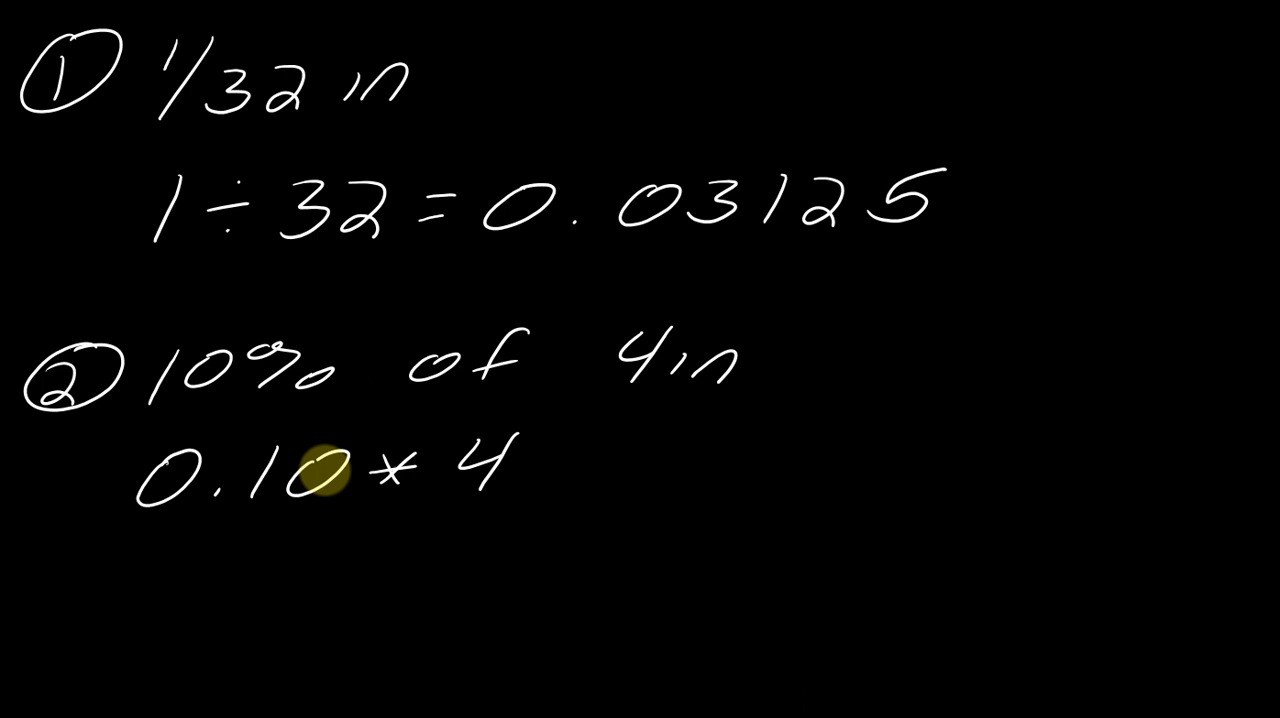 ① 1/32 in
1 ÷ 32 = 0.03125
② 10% of 4in
0.10 * 4